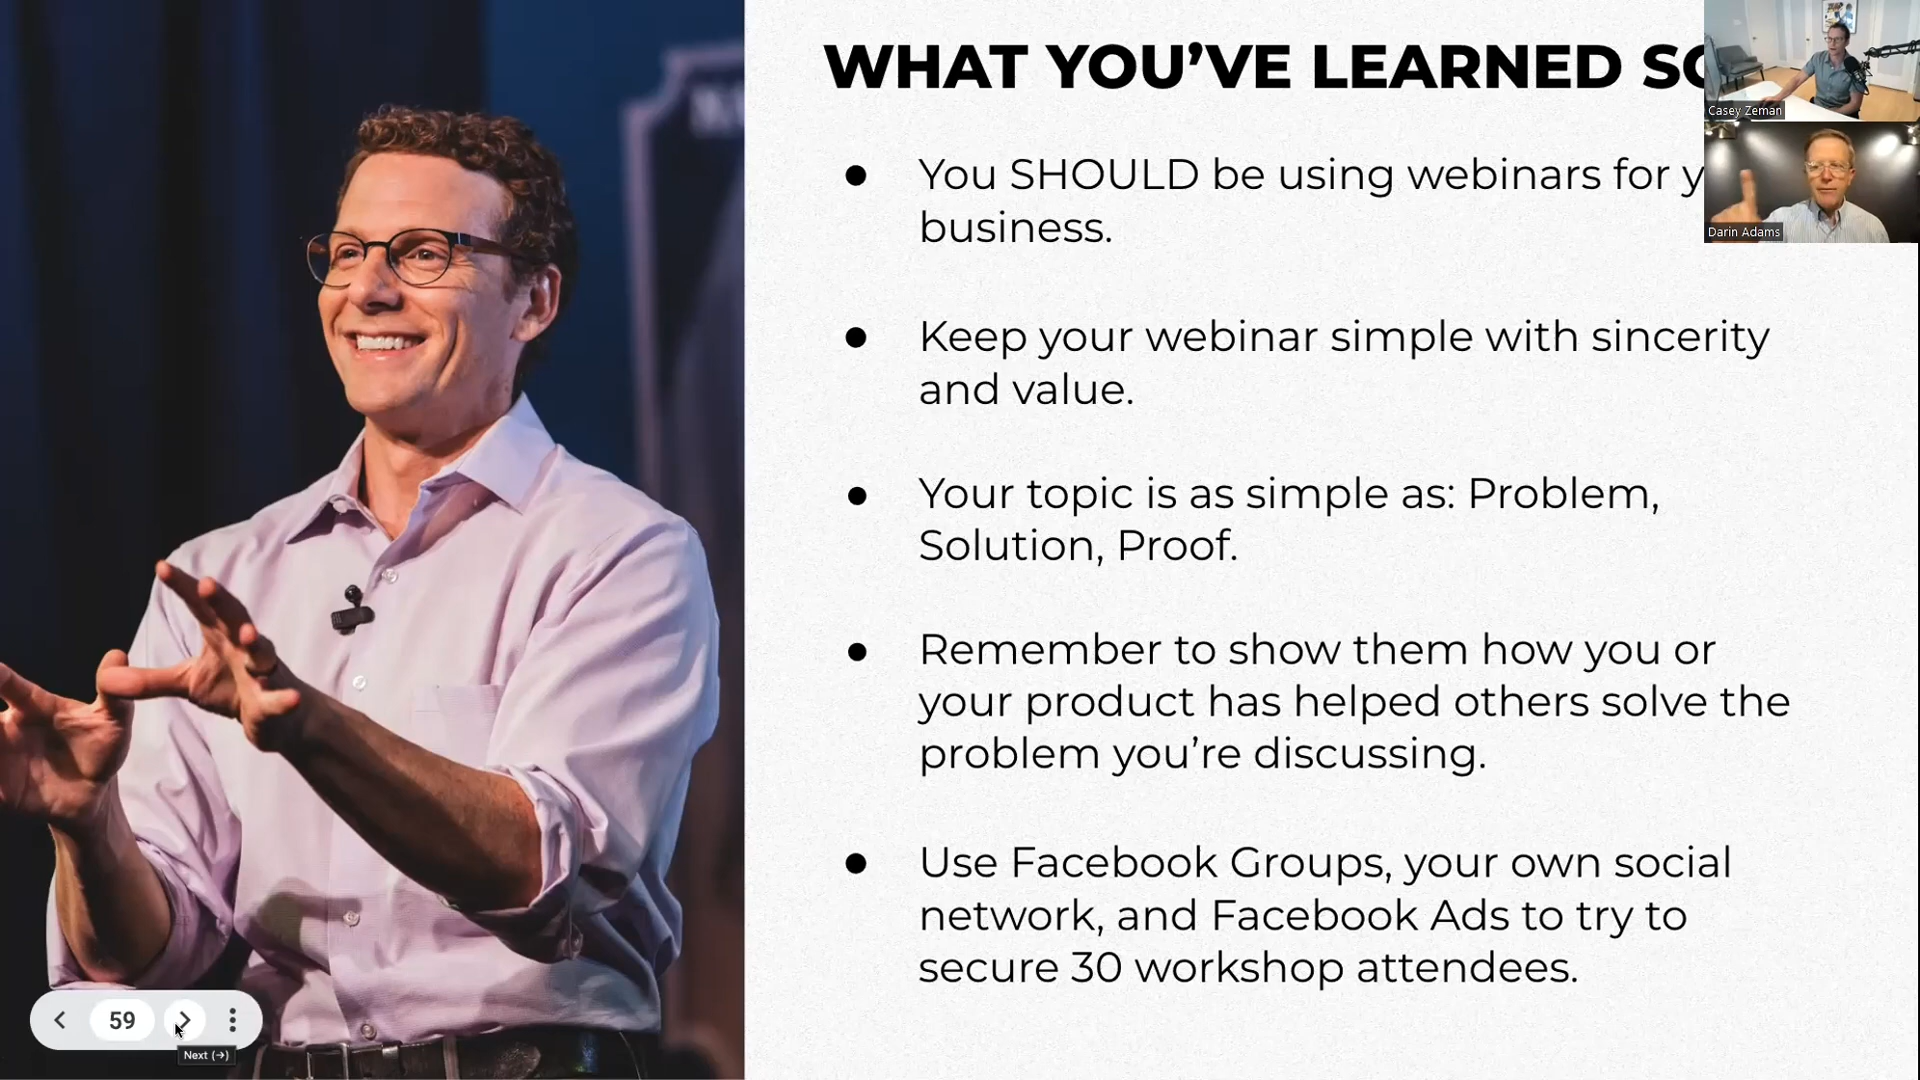 WHAT YOU’VE LEARNED
Casey Zeman
● You SHOULD be using webinars for
business.
Darin Adams
● Keep your webinar simple with sincerity
and value.
● Your topic is as simple as: Problem,
Solution, Proof.
● Remember to show them how you or
your product has helped others solve the
problem you’re discussing.
● Use Facebook Groups, your own social
network, and Facebook Ads to try to
secure 30 workshop attendees.
59
Next (→)